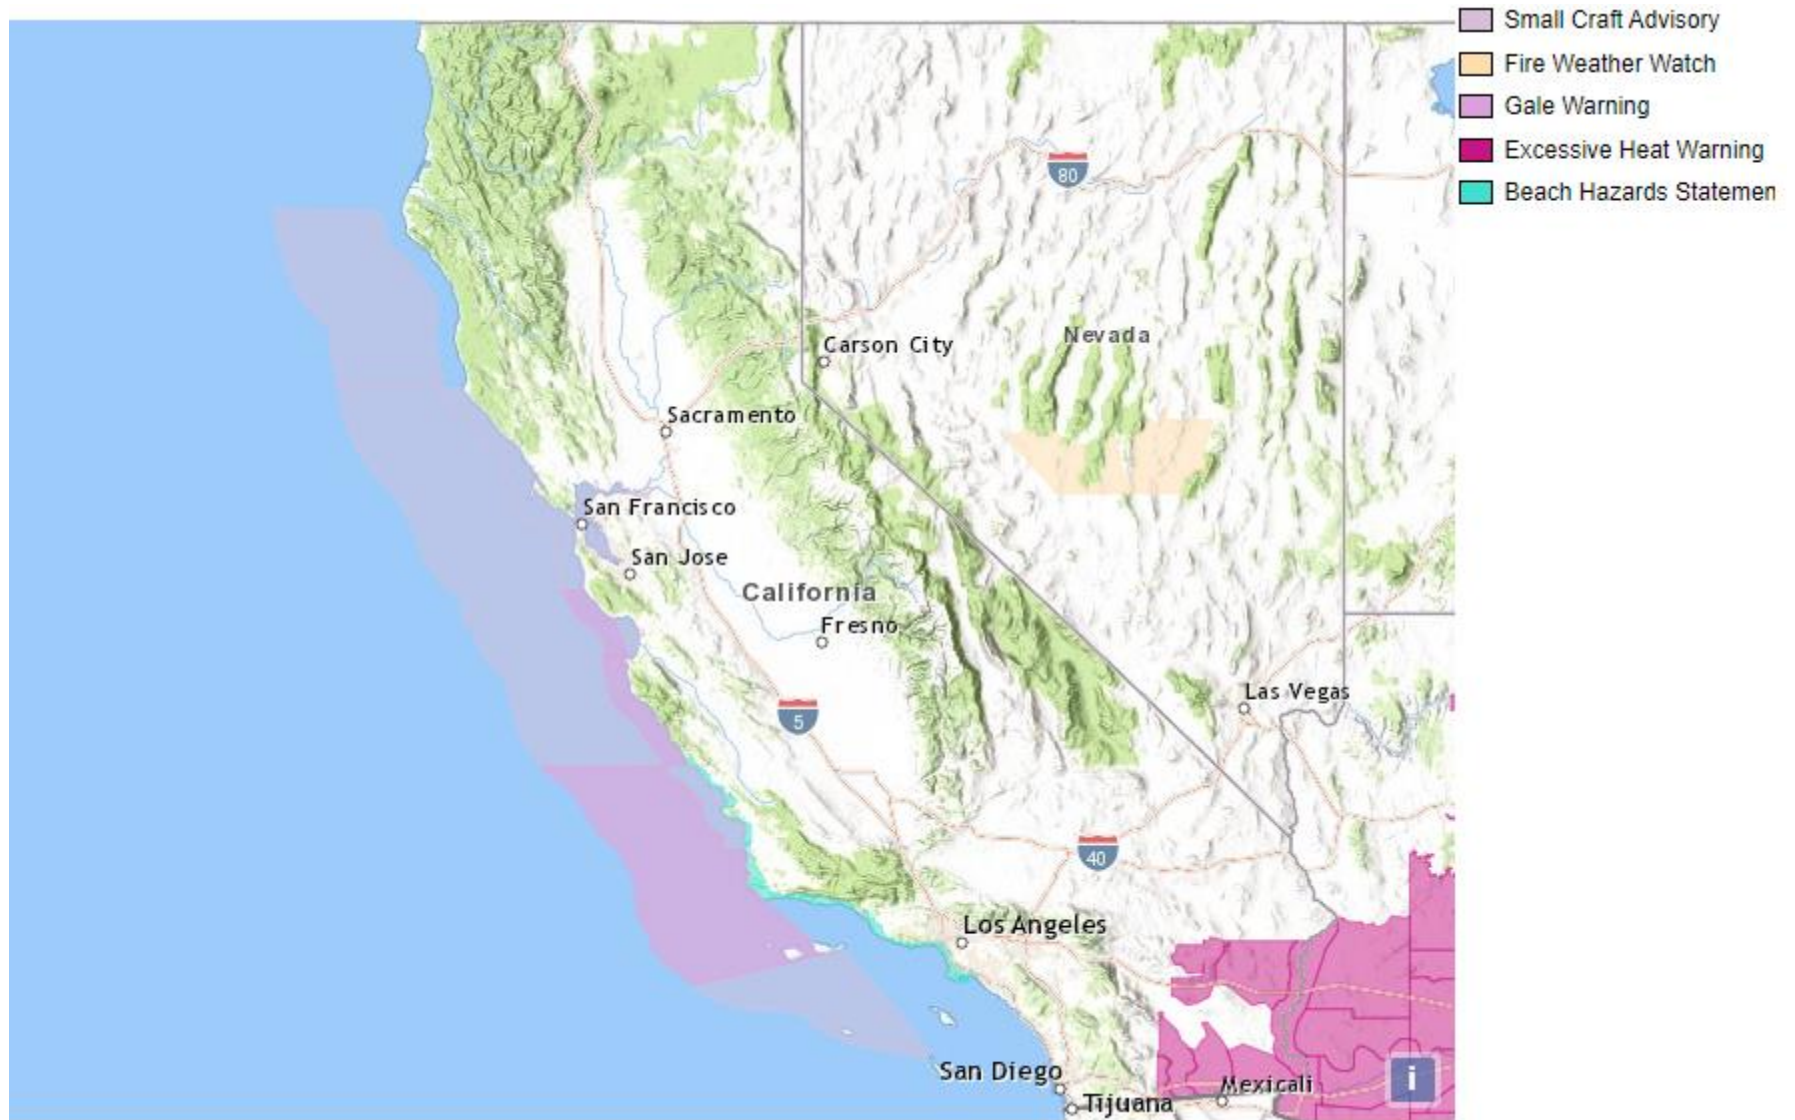 Small Craft Advisory
Fire Weather Watch
Gale Warning
Excessive Heat Warning
Beach Hazards Statemen
80
Nevada
Carson City
Sacramento
San Francisco
San Jose
California
Fresno
Las Vegas
5
40
Los Angeles
San Diego
Mexicali
Tijuana
i